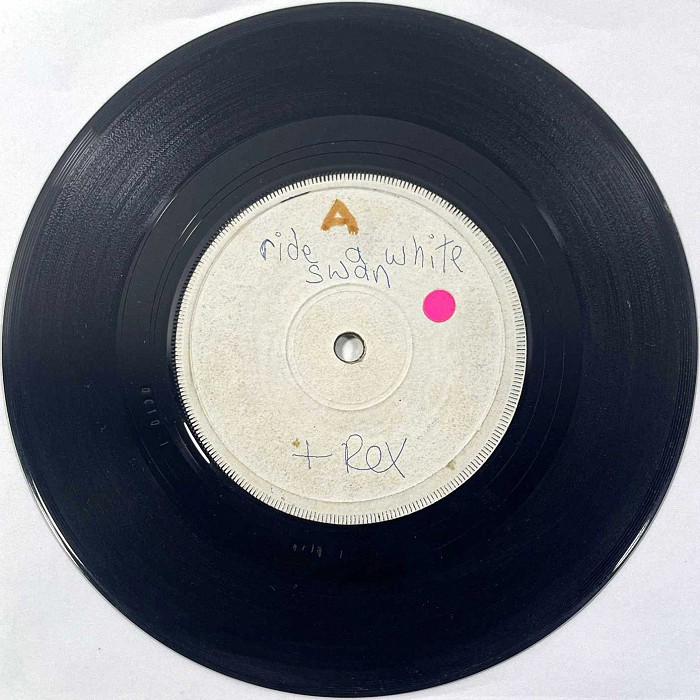 A
ride a white
swan
+ Rex